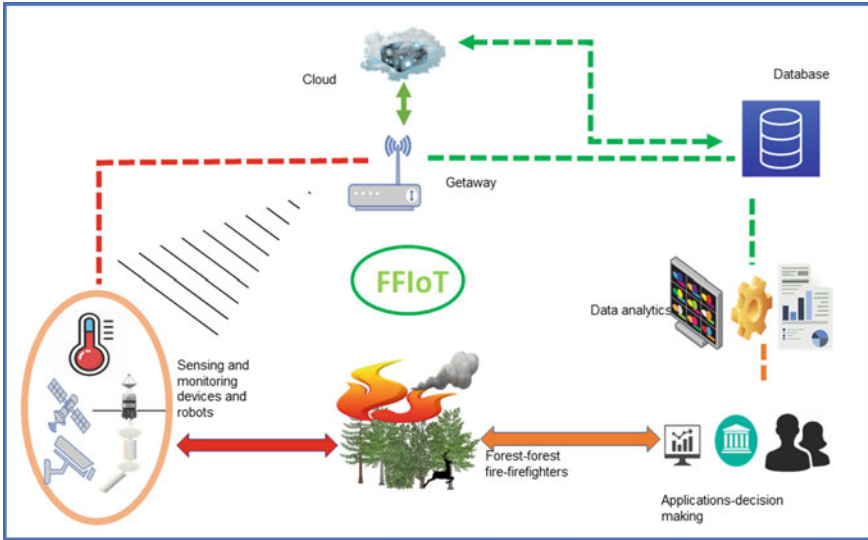 Cloud
Database
Getaway
FFIoT
Data analytics
Sensing and
monitoring
devices and
robots
Forest-forest
fire-firefighters
Applications-decision
making